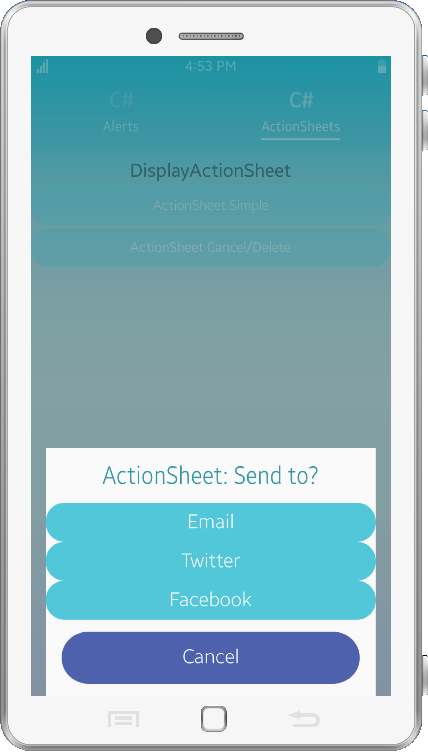 4:53 PM
C#
C#
Alerts
ActionSheets
DisplayActionSheet
ActionSheet Simple
ActionSheet Cancel/Delete
ActionSheet: Send to?
Email
Twitter
Facebook
Cancel